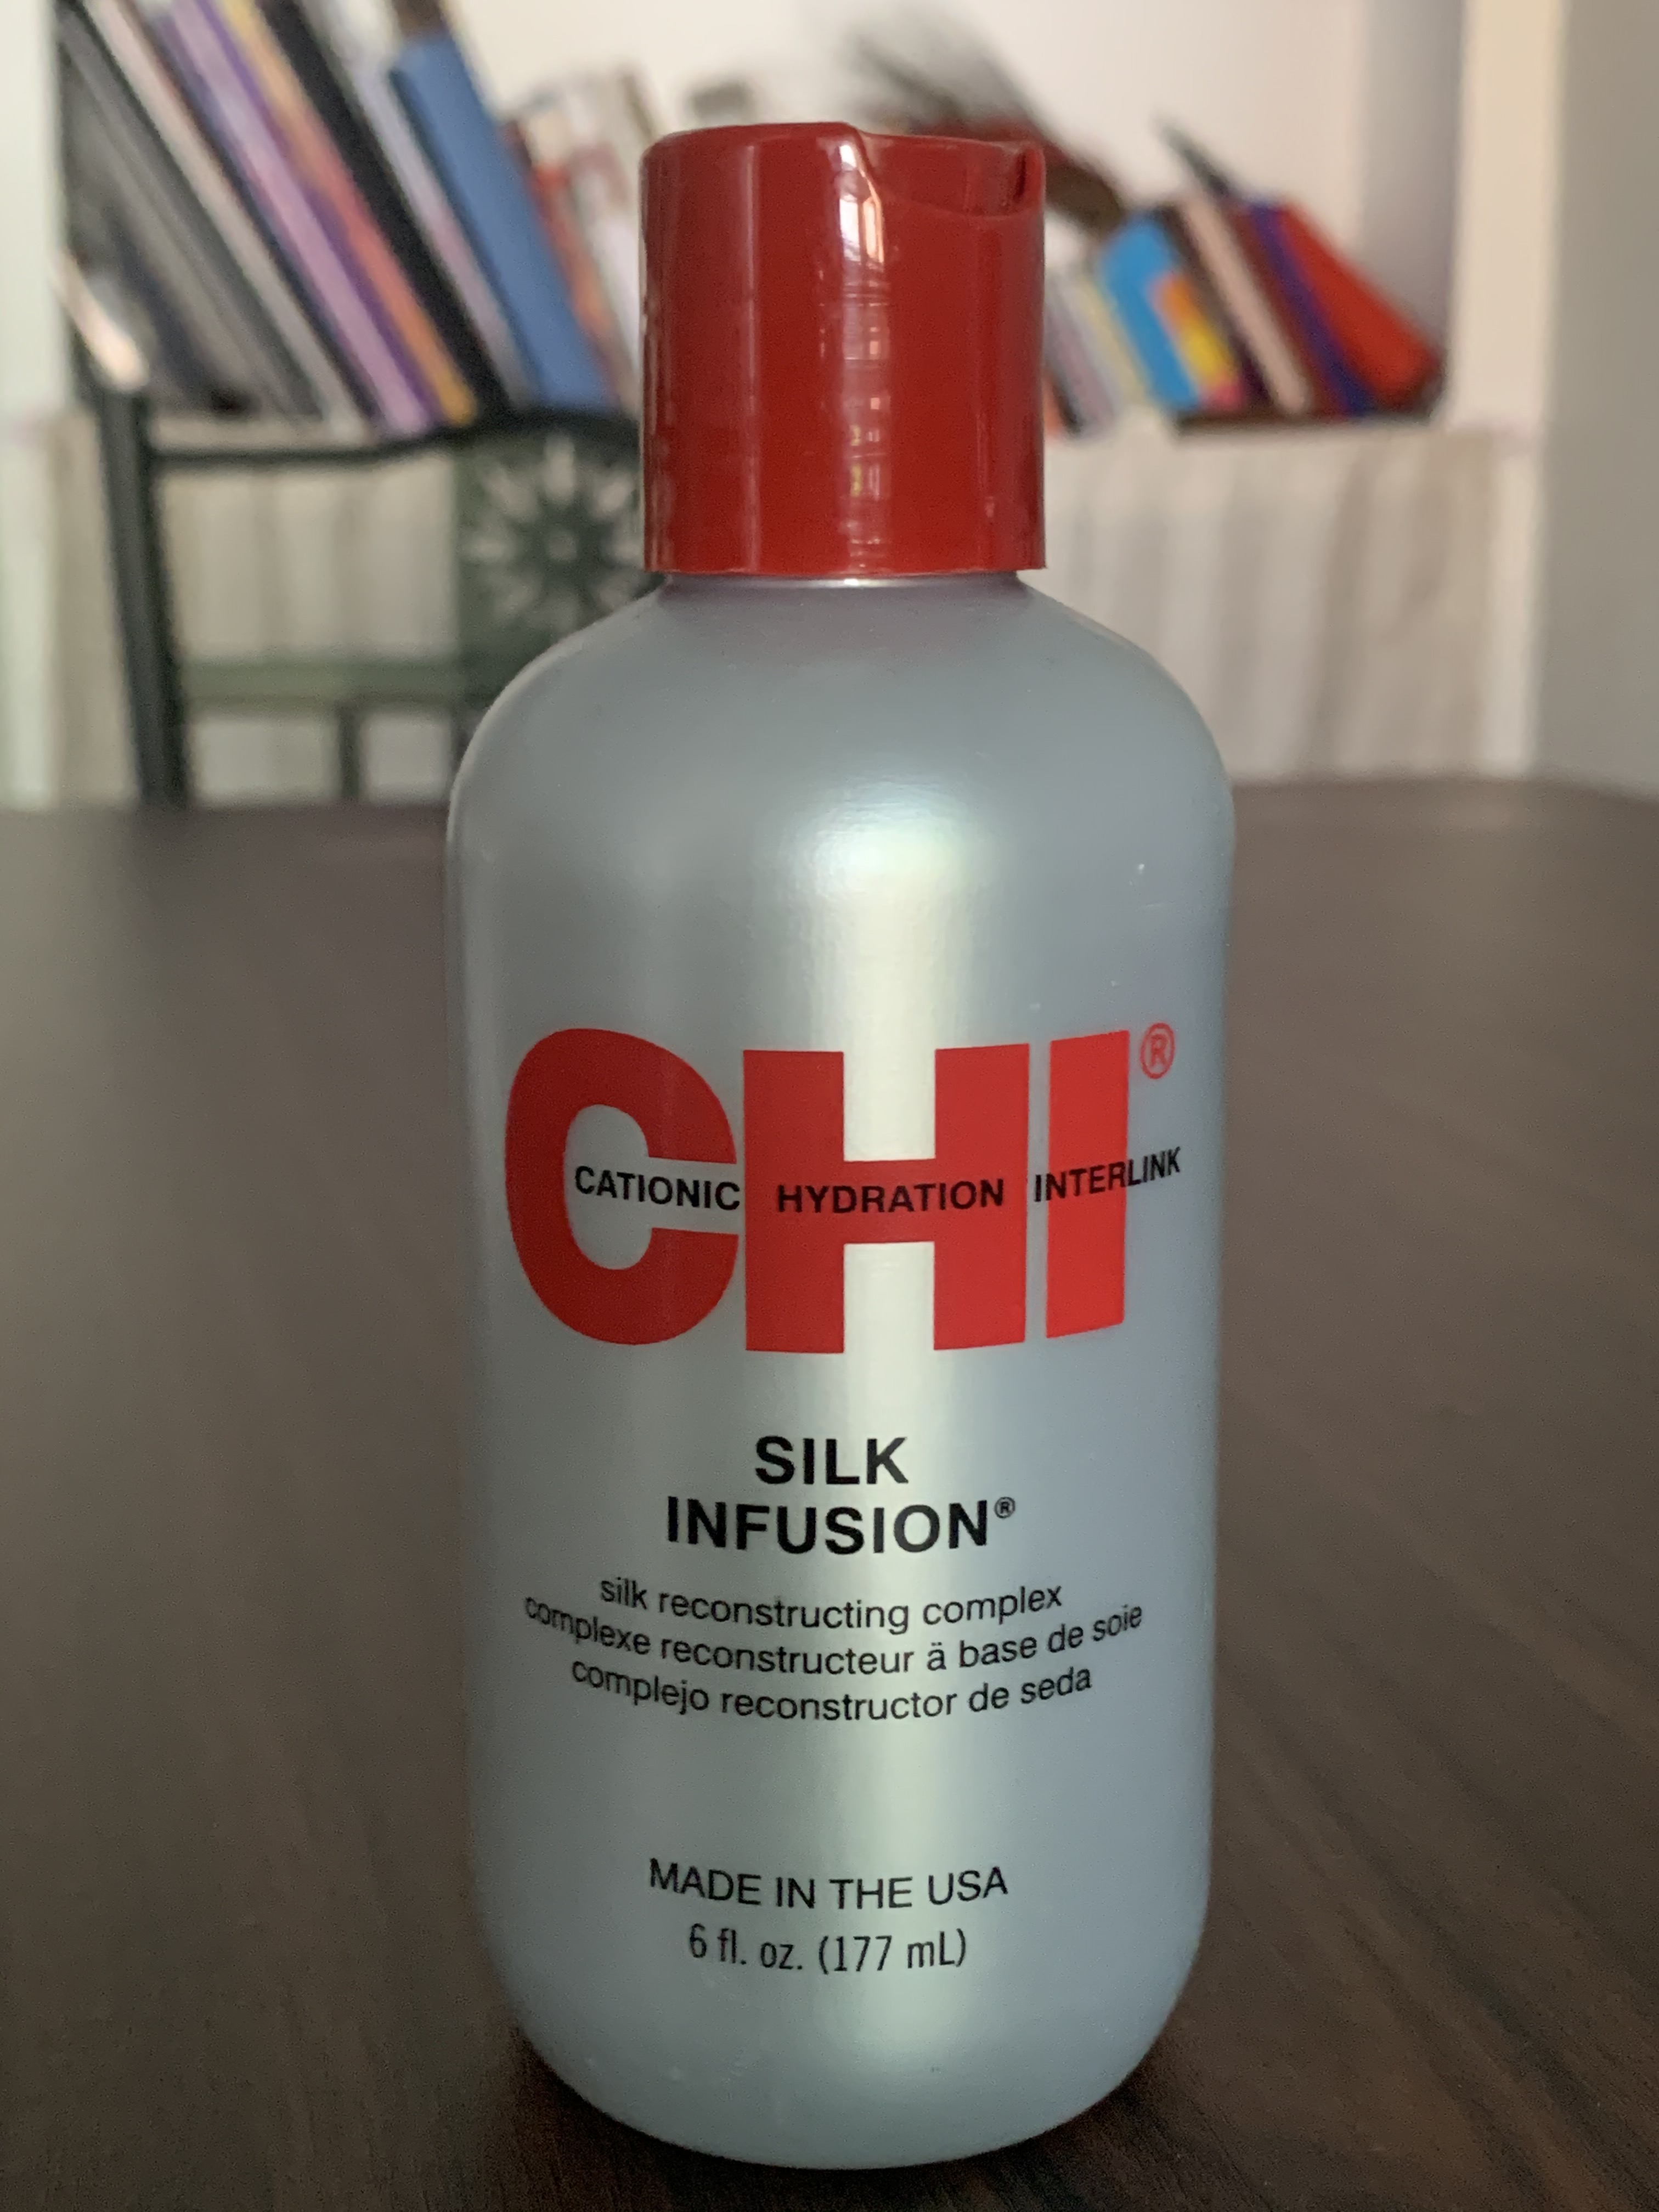 CHI®
CATIONIC HYDRATION INTERLINK
SILK
INFUSION®
silk reconstructing complex
complexe reconstructeur ä base de soie
complejo reconstructor de seda
MADE IN THE USA
6 fl. oz. (177 mL)